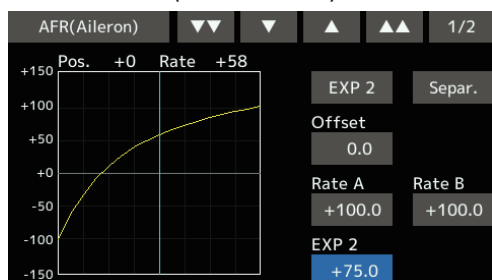 AFR(Aileron) ▼▼ ▼ ▲ ▲▲ 1/2
Pos. +0 Rate +58
+150
+100
+50
+0
-50
-100
-150
EXP 2 Separ.
Offset
0.0
Rate A Rate B
+100.0 +100.0
EXP 2
+75.0